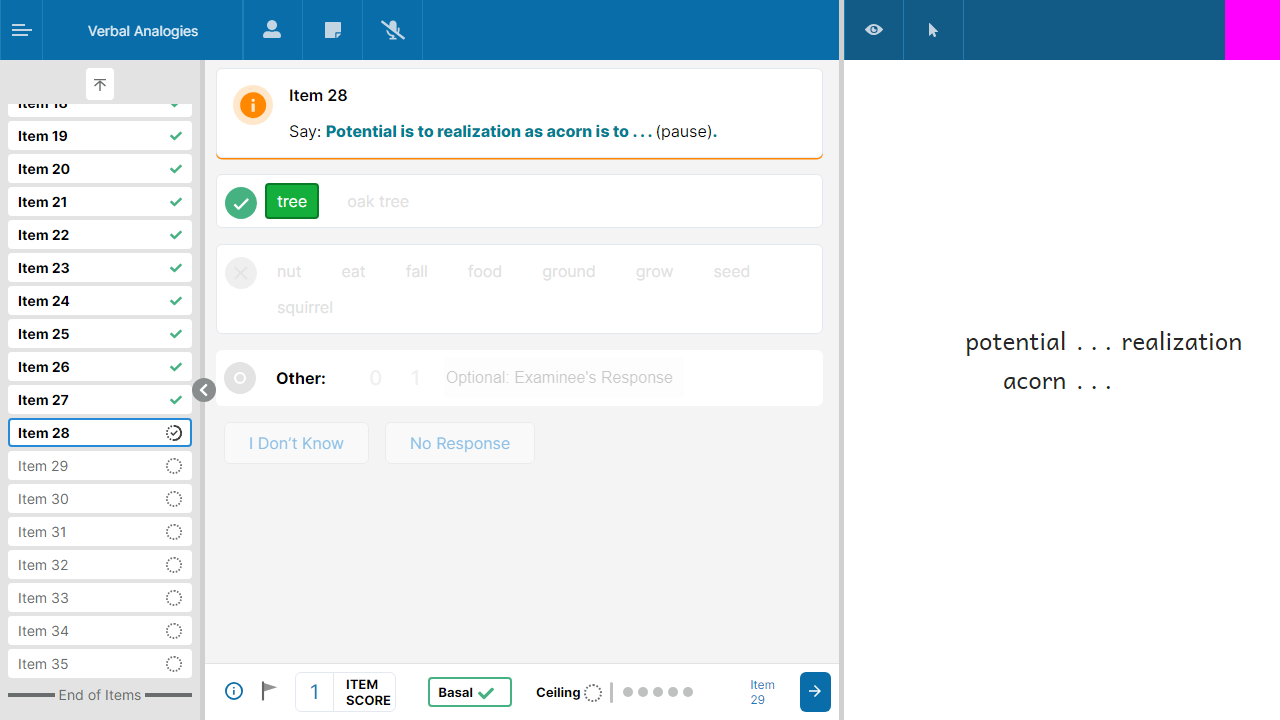 Verbal Analogies
Item 18
Item 19
Item 20
Item 21
Item 22
Item 23
Item 24
Item 25
Item 26
Item 27
Item 28
Item 29
Item 30
Item 31
Item 32
Item 33
Item 34
Item 35
End of Items
Item 28
Say: Potential is to realization as acorn is to . . . (pause).
tree oak tree
nut eat fall food ground grow seed
squirrel
Other: 0 1 Optional: Examinee's Response
I Don’t Know No Response
1 ITEM SCORE Basal Ceiling Item 29
potential . . . realization
acorn . . .